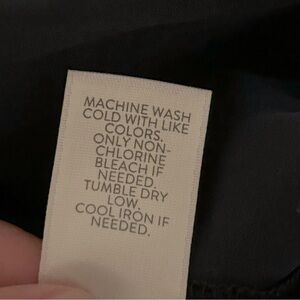 MACHINE WASH
COLD WITH LIKE
COLORS.
ONLY NON-
CHLORINE
BLEACH IF
NEEDED.
TUMBLE DRY
LOW.
COOL IRON IF
NEEDED.